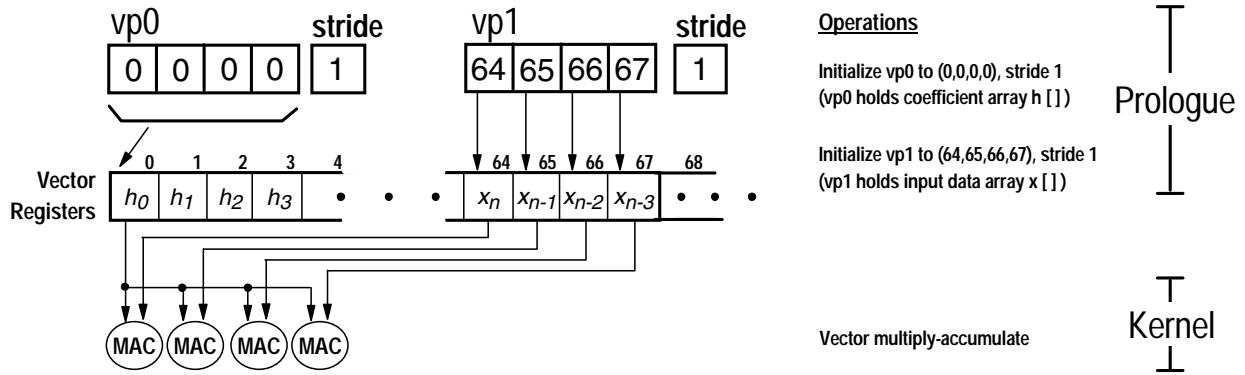 vp0 stride vp1 stride
0 0 0 0 1 64 65 66 67 1
Operations
Initialize vp0 to (0,0,0,0), stride 1
(vp0 holds coefficient array h [ ] )
Prologue
Initialize vp1 to (64,65,66,67), stride 1
(vp1 holds input data array x [ ] )
0 1 2 3 4 64 65 66 67 68
Vector
Registers
h0 h1 h2 h3 • • • xn xn-1 xn-2 xn-3 • • •
MAC MAC MAC MAC
Vector multiply-accumulate
Kernel